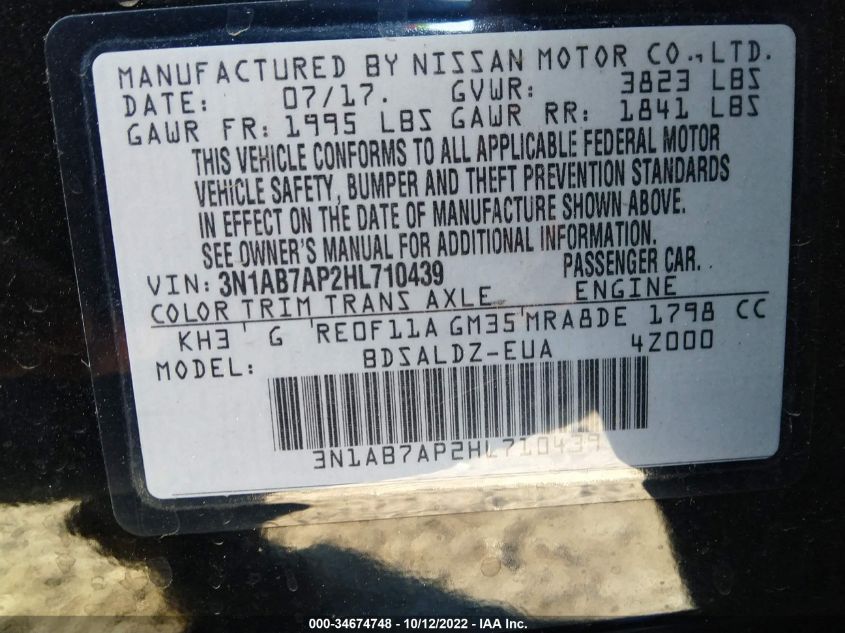 MANUFACTURED BY NISSAN MOTOR CO., LTD.
DATE: 07/17. GVWR: 3823 LBS
GAWR FR: 1995 LBS GAWR RR: 1841 LBS
THIS VEHICLE CONFORMS TO ALL APPLICABLE FEDERAL MOTOR
VEHICLE SAFETY, BUMPER AND THEFT PREVENTION STANDARDS
IN EFFECT ON THE DATE OF MANUFACTURE SHOWN ABOVE.
SEE OWNER'S MANUAL FOR ADDITIONAL INFORMATION.
VIN: 3N1AB7AP2HL710439 PASSENGER CAR.
COLOR TRIM TRANS AXLE ENGINE
KH3 G RE0F11A GM35 MRA8DE 1798 CC
MODEL: BDSALDZ-EUA 4Z000
3N1AB7AP2HL710439
000-34674748 - 10/12/2022 - IAA Inc.